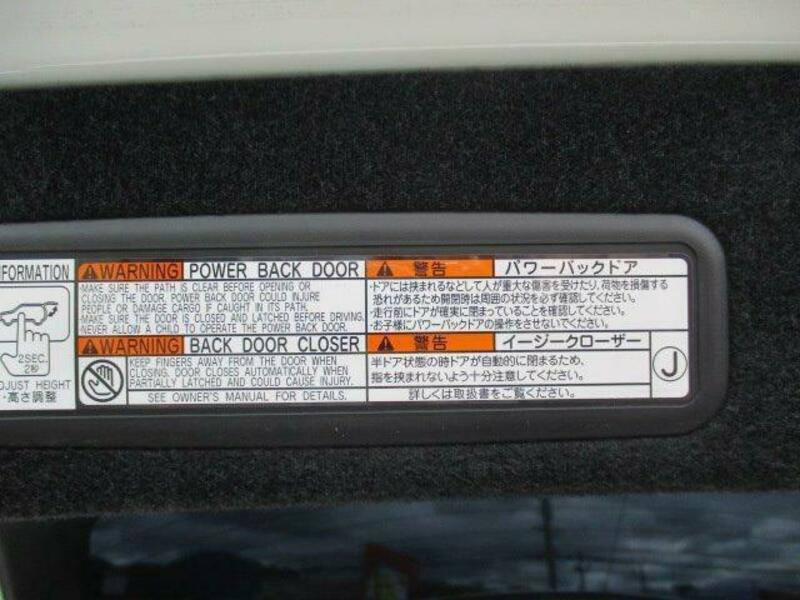 INFORMATION
2SEC.
2秒
ADJUST HEIGHT
・高さ調整
WARNING POWER BACK DOOR
MAKE SURE THE PATH IS CLEAR BEFORE OPENING OR
CLOSING THE DOOR. POWER BACK DOOR COULD INJURE
PEOPLE OR DAMAGE CARGO IF CAUGHT IN ITS PATH.
MAKE SURE THE DOOR IS CLOSED AND LATCHED BEFORE DRIVING.
NEVER ALLOW A CHILD TO OPERATE THE POWER BACK DOOR.
WARNING BACK DOOR CLOSER
KEEP FINGERS AWAY FROM THE DOOR WHEN
CLOSING. DOOR CLOSES AUTOMATICALLY WHEN
PARTIALLY LATCHED AND COULD CAUSE INJURY.
SEE OWNER'S MANUAL FOR DETAILS.
警告 パワーバックドア
・ドアには挟まれるなどして人が重大な傷害を受けたり、荷物を損傷する
恐れがあるため開閉時は周囲の状況を必ず確認してください。
・走行前にドアが確実に閉まっていることを確認してください。
・お子様にパワーバックドアの操作をさせないでください。
警告 イージークローザー
半ドア状態の時ドアが自動的に閉まるため、
指を挟まれないよう十分注意してください。
詳しくは取扱書をご覧ください。
J